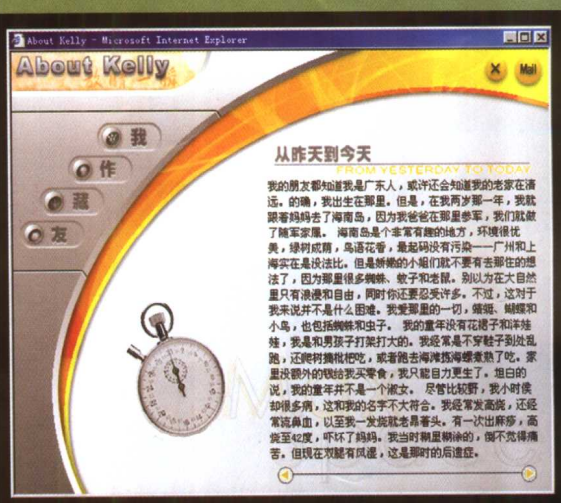 About Kelly - Microsoft Internet Explorer
About Kelly
X
Mail
我
作
藏
友
从昨天到今天
FROM YESTERDAY TO TODAY
我的朋友都知道我是广东人，或许还会知道我的老家在清
远。的确，我出生在那里。但是，在我两岁那一年，我就
跟着妈妈去了海南岛，因为我爸爸在那里参军，我们就做
了随军家属。 海南岛是个非常有趣的地方，环境很优
美，绿树成荫，鸟语花香，最起码没有污染——广州和上
海实在是没法比。但是娇嫩的小姐们就不要有去那住的想
法了，因为那里很多蜘蛛、蚊子和老鼠。别以为在大自然
里只有浪漫和自由，同时你还要忍受许多。不过，这对于
我来说并不是什么困难。我爱那里的一切，蜻蜓、蝴蝶和
小鸟，也包括蜘蛛和虫子。 我的童年没有花裙子和洋娃
娃，我是和男孩子打架打大的。我经常是不穿鞋子到处乱
跑，还爬树摘枇杷吃，或者跑去海滩拣海螺煮熟了吃。家
里没额外的钱给我买零食，我只能自力更生了。坦白的
说，我的童年并不是一个淑女。 尽管比较野，我小时侯
却很多病，这和我的名字不大符合。我经常发高烧，还经
常流鼻血，以至我一发烧就老昂着头。有一次出麻疹，高
烧至42度，吓坏了妈妈。我当时糊里糊涂的，倒不觉得痛
苦。但现在双腿有风湿，这是那时的后遗症。